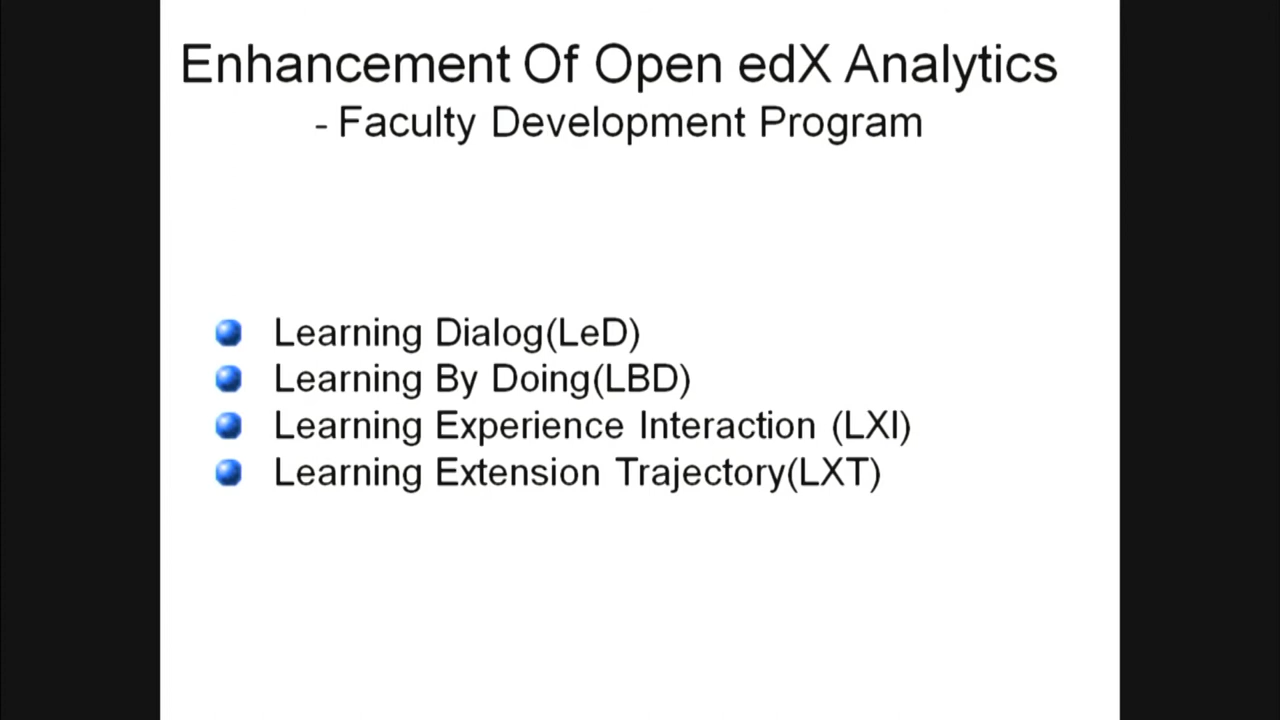 Enhancement Of Open edX Analytics
- Faculty Development Program
Learning Dialog(LeD)
Learning By Doing(LBD)
Learning Experience Interaction (LXI)
Learning Extension Trajectory(LXT)